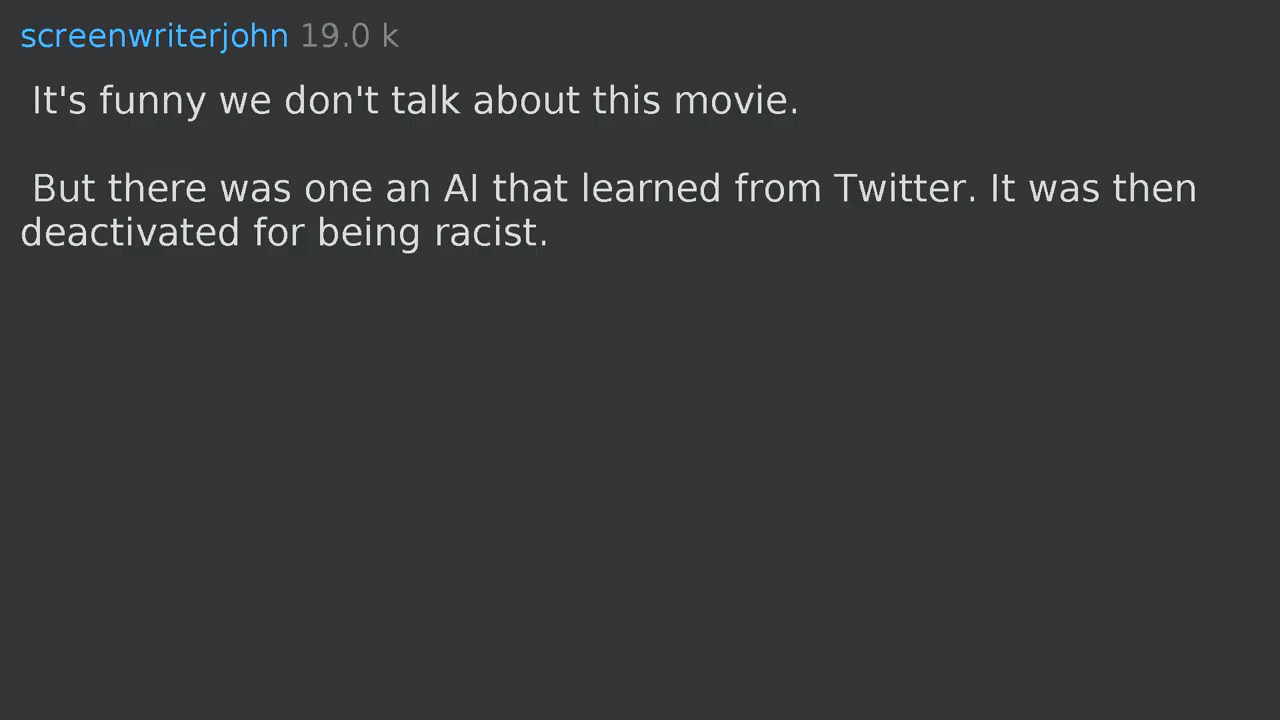 screenwriterjohn 19.0 k
It's funny we don't talk about this movie.
But there was one an AI that learned from Twitter. It was then
deactivated for being racist.